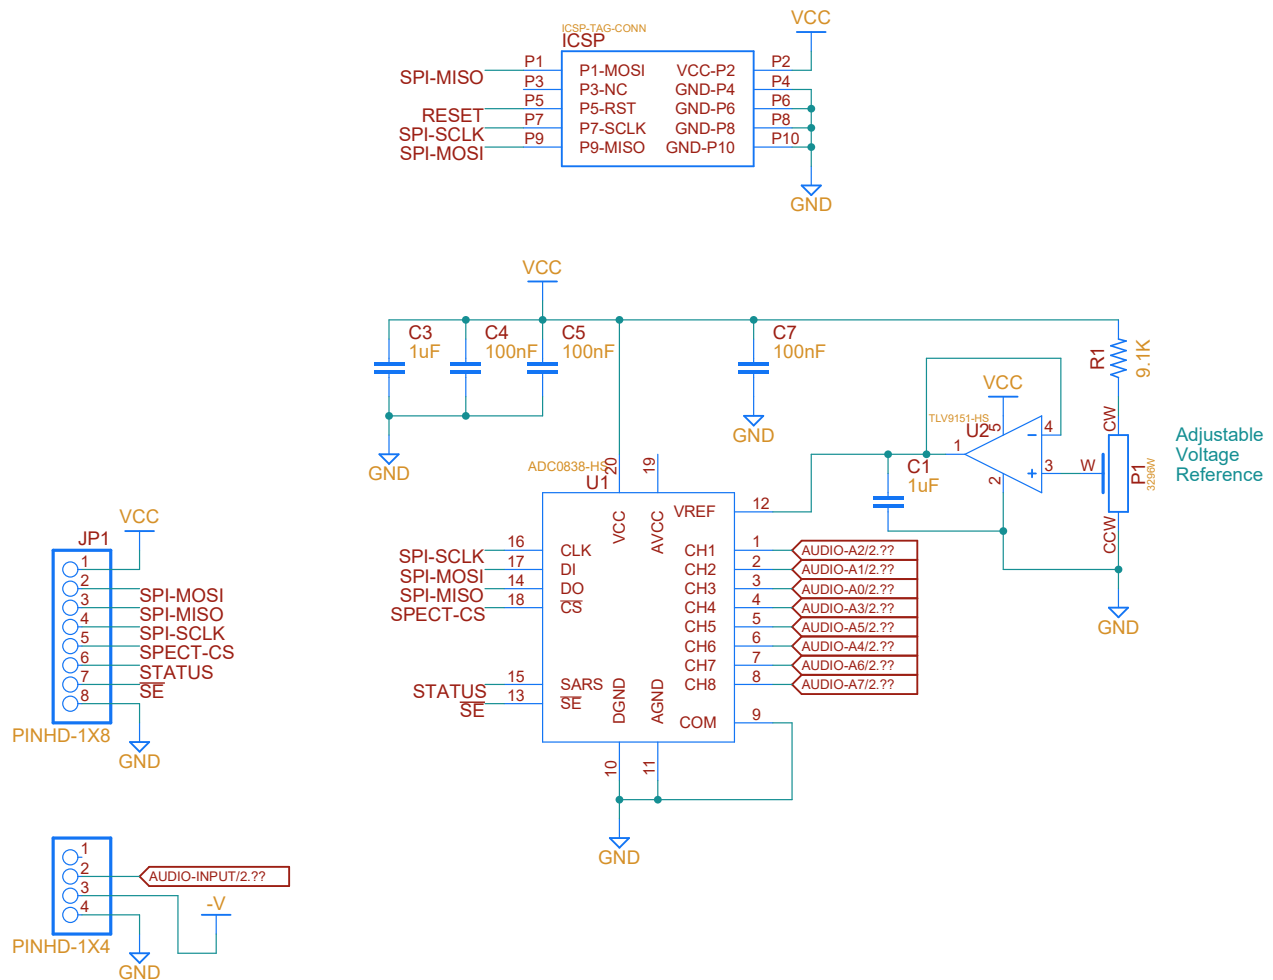 VCC
ICSP-TAG-CONN
ICSP
P1 P1-MOSI VCC-P2 P2
SPI-MISO
P3 P3-NC GND-P4 P4
P5 P5-RST GND-P6 P6
RESET
P7 P7-SCLK GND-P8 P8
SPI-SCLK
P9 P9-MISO GND-P10 P10
SPI-MOSI
GND
VCC
C3
1uF
C4
100nF
C5
100nF
C7
100nF
R1
9.1K
GND
GND
VCC
TLV9151-HS
U2
5
4
1
3
2
C1
1uF
CW
W
P1
3296W
CCW
Adjustable
Voltage
Reference
GND
ADC0838-HS
U1
20
19
VCC
AVCC
VREF
12
SPI-SCLK
16
CLK
SPI-MOSI
17
DI
SPI-MISO
14
DO
SPECT-CS
18
CS
STATUS
15
SARS
SE
13
SE
CH1 1 AUDIO-A2/2.??
CH2 2 AUDIO-A1/2.??
CH3 3 AUDIO-A0/2.??
CH4 4 AUDIO-A3/2.??
CH5 5 AUDIO-A5/2.??
CH6 6 AUDIO-A4/2.??
CH7 7 AUDIO-A6/2.??
CH8 8 AUDIO-A7/2.??
COM 9
DGND
AGND
10
11
GND
VCC
JP1
1
2
SPI-MOSI
3
SPI-MISO
4
SPI-SCLK
5
SPECT-CS
6
STATUS
7
SE
8
PINHD-1X8
GND
1
2
AUDIO-INPUT/2.??
3
-V
4
PINHD-1X4
GND